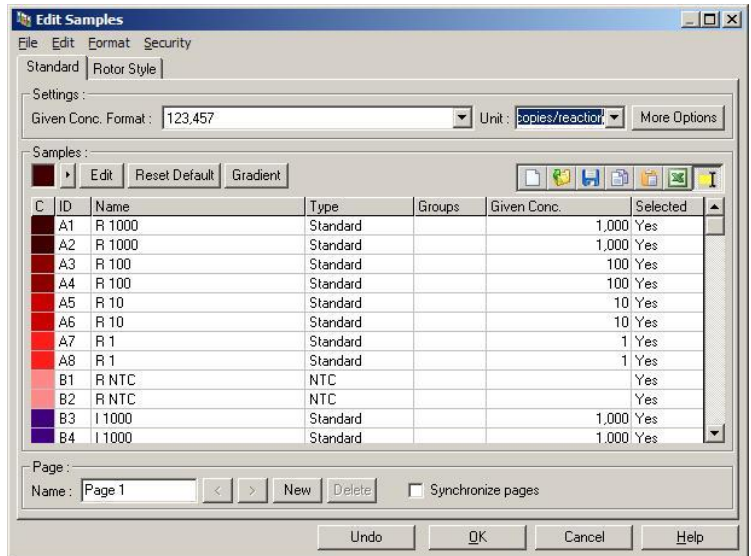 Edit Samples
File Edit Format Security
Standard Rotor Style
Settings :
Given Conc. Format : 123,457 Unit : copies/reaction More Options
Samples :
Edit Reset Default Gradient
C ID Name Type Groups Given Conc. Selected
A1 R 1000 Standard 1,000 Yes
A2 R 1000 Standard 1,000 Yes
A3 R 100 Standard 100 Yes
A4 R 100 Standard 100 Yes
A5 R 10 Standard 10 Yes
A6 R 10 Standard 10 Yes
A7 R 1 Standard 1 Yes
A8 R 1 Standard 1 Yes
B1 R NTC NTC Yes
B2 R NTC NTC Yes
B3 I 1000 Standard 1,000 Yes
B4 I 1000 Standard 1,000 Yes
Page :
Name : Page 1 < > New Delete Synchronize pages
Undo OK Cancel Help